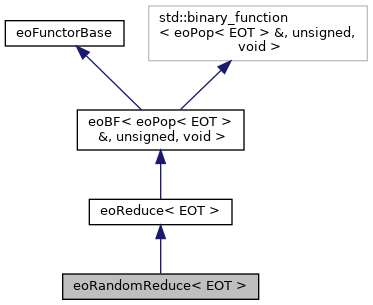 eoFunctorBase
std::binary_function
< eoPop< EOT > &, unsigned,
void >
eoBF< eoPop< EOT >
&, unsigned, void >
eoReduce< EOT >
eoRandomReduce< EOT >